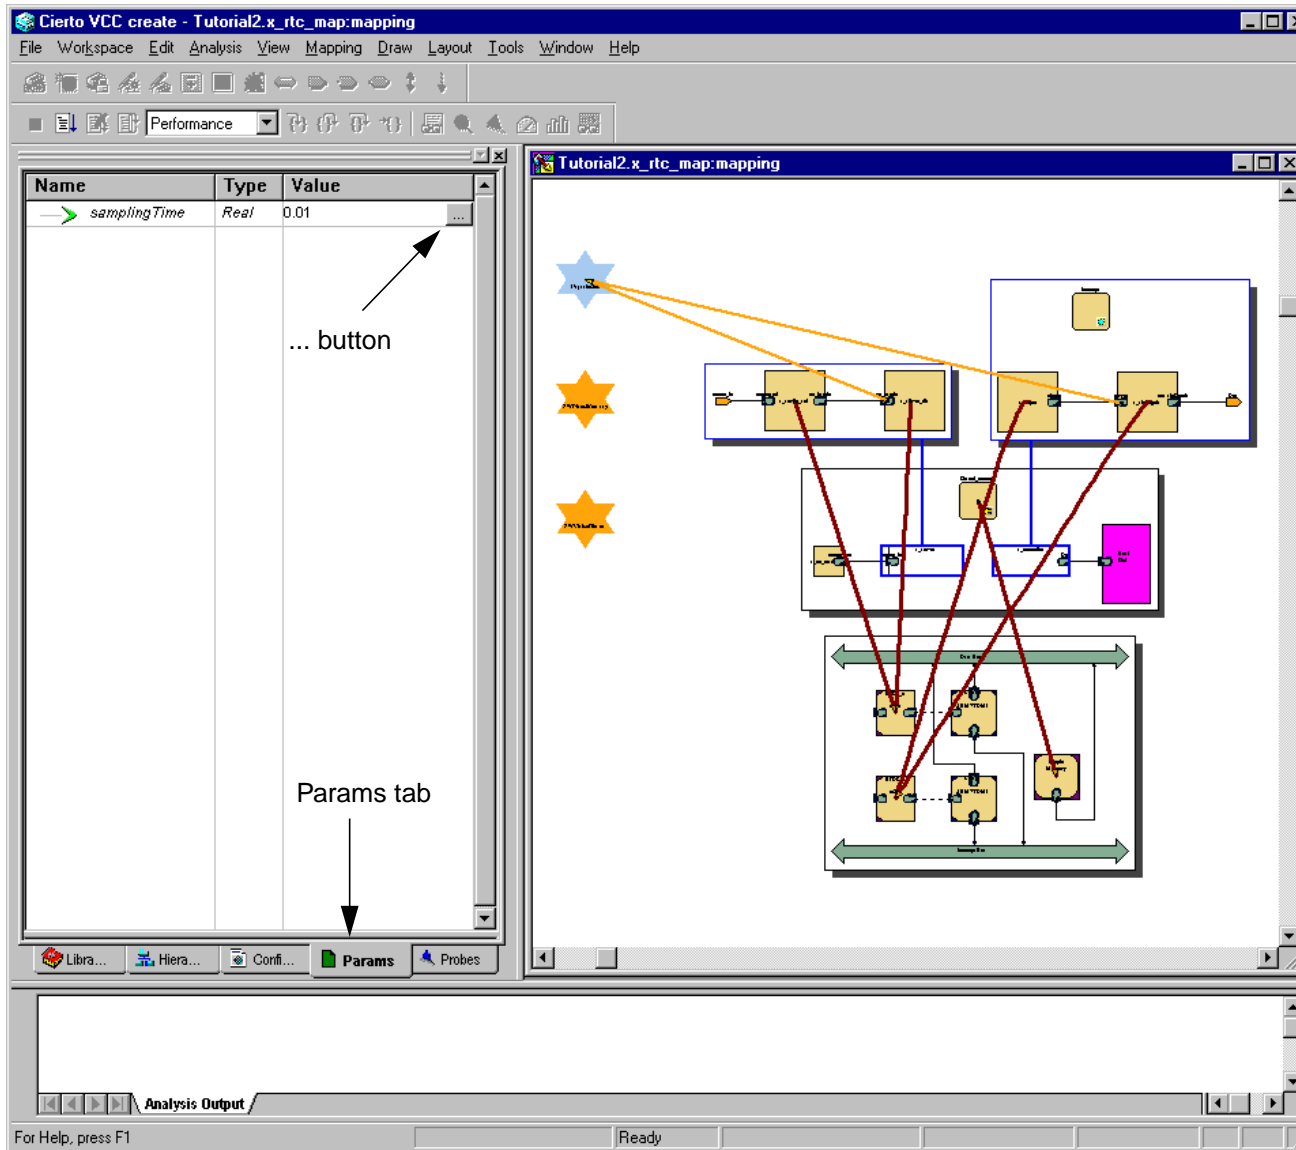 Cierto VCC create - Tutorial2.x_rtc_map:mapping
File Workspace Edit Analysis View Mapping Draw Layout Tools Window Help
Performance
Name Type Value
samplingTime Real 0.01 ...
... button
Params tab
Libra... Hiera... Confi... Params Probes
Tutorial2.x_rtc_map:mapping
Analysis Output
For Help, press F1 Ready